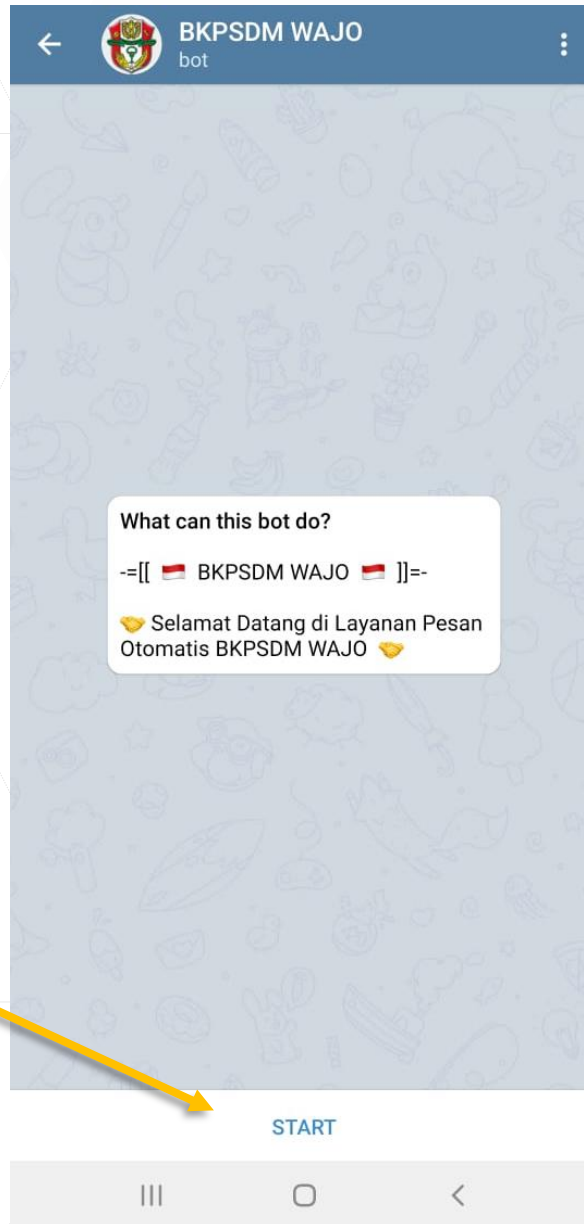 BKPSDM WAJO
bot
What can this bot do?
-=[[ 🇮🇩 BKPSDM WAJO 🇮🇩 ]]=-
🤝 Selamat Datang di Layanan Pesan
Otomatis BKPSDM WAJO 🤝
START